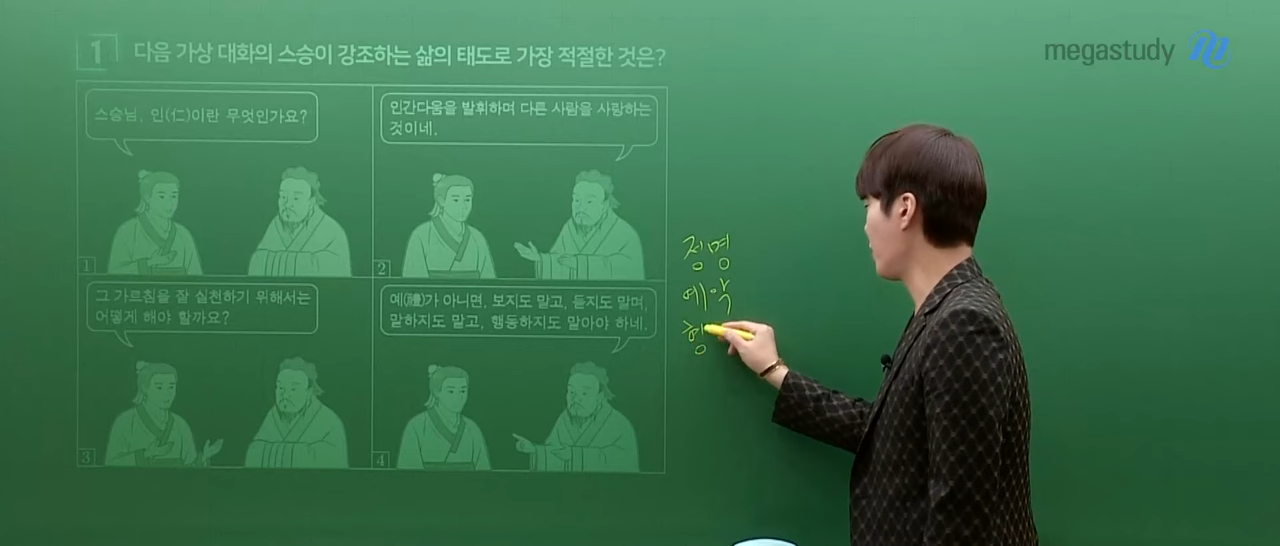 megastudy
1 다음 가상 대화의 스승이 강조하는 삶의 태도로 가장 적절한 것은?
스승님, 인(仁)이란 무엇인가요?
1
인간다움을 발휘하며 다른 사람을 사랑하는
것이네.
2
그 가르침을 잘 실천하기 위해서는
어떻게 해야 할까요?
3
예(禮)가 아니면, 보지도 말고, 듣지도 말며,
말하지도 말고, 행동하지도 말아야 하네.
4
정명
예악
형